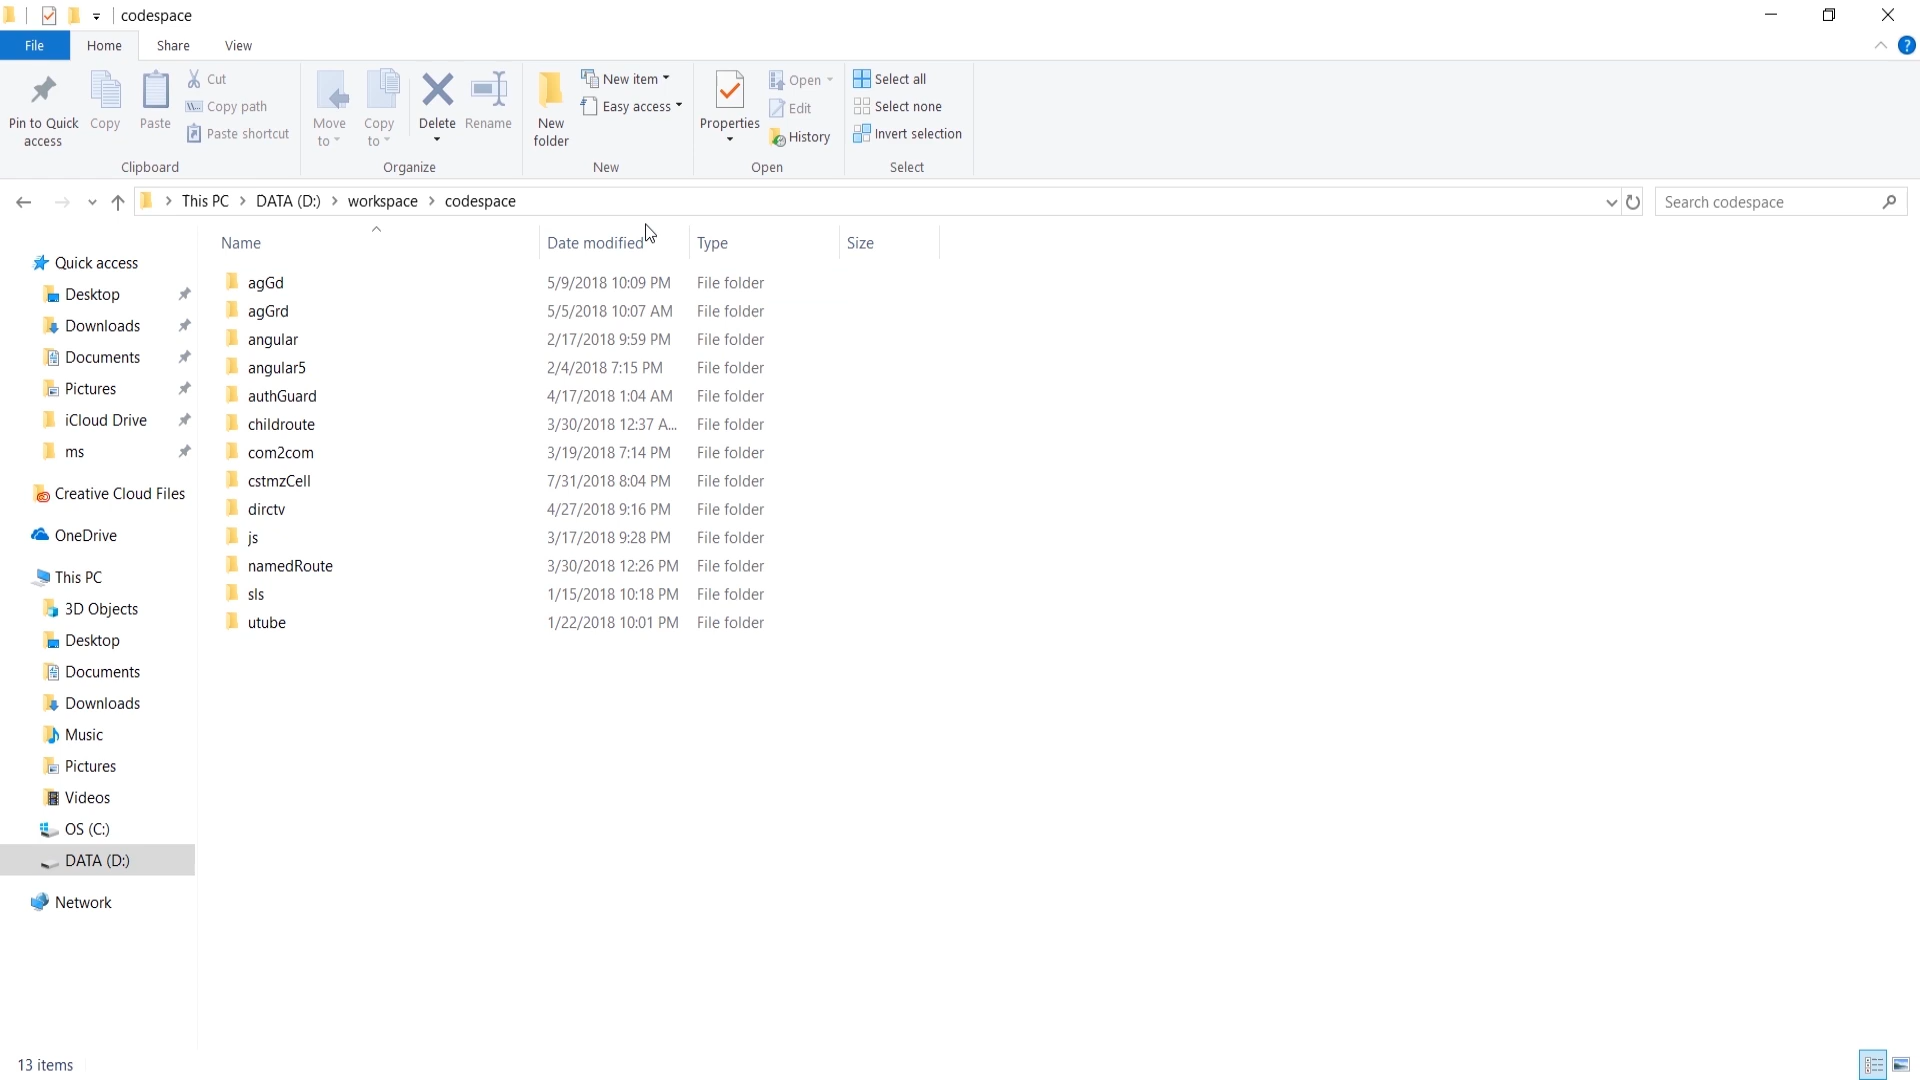 codespace
File Home Share View
Pin to Quick access
Copy
Paste
Cut
Copy path
Paste shortcut
Clipboard
Move to
Copy to
Delete
Rename
Organize
New folder
New item
Easy access
New
Properties
Open
Edit
History
Open
Select all
Select none
Invert selection
Select
This PC > DATA (D:) > workspace > codespace
Search codespace
Quick access
Desktop
Downloads
Documents
Pictures
iCloud Drive
ms
Creative Cloud Files
OneDrive
This PC
3D Objects
Desktop
Documents
Downloads
Music
Pictures
Videos
OS (C:)
DATA (D:)
Network
Name Date modified Type Size
agGd 5/9/2018 10:09 PM File folder
agGrd 5/5/2018 10:07 AM File folder
angular 2/17/2018 9:59 PM File folder
angular5 2/4/2018 7:15 PM File folder
authGuard 4/17/2018 1:04 AM File folder
childroute 3/30/2018 12:37 A... File folder
com2com 3/19/2018 7:14 PM File folder
cstmzCell 7/31/2018 8:04 PM File folder
dirctv 4/27/2018 9:16 PM File folder
js 3/17/2018 9:28 PM File folder
namedRoute 3/30/2018 12:26 PM File folder
sls 1/15/2018 10:18 PM File folder
utube 1/22/2018 10:01 PM File folder
13 items